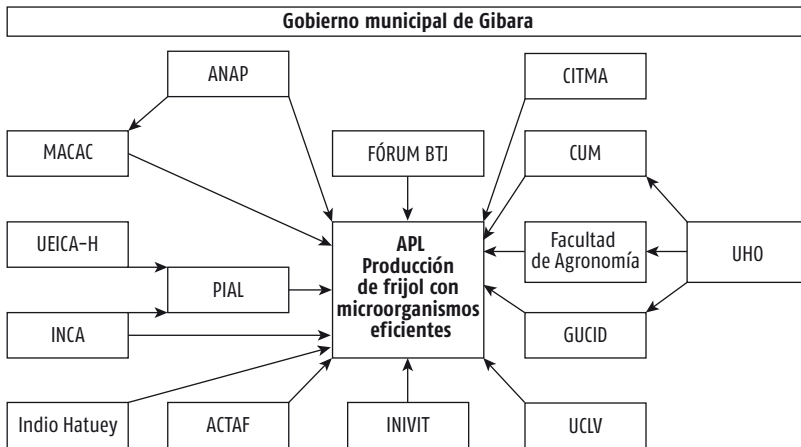 Gobierno municipal de Gibara
ANAP
CITMA
MACAC
FÓRUM BTJ
CUM
UEICA-H
APL
Producción
de frijol con
microorganismos
eficientes
Facultad
de Agronomía
UHO
PIAL
INCA
GUCID
Indio Hatuey
ACTAF
INIVIT
UCLV